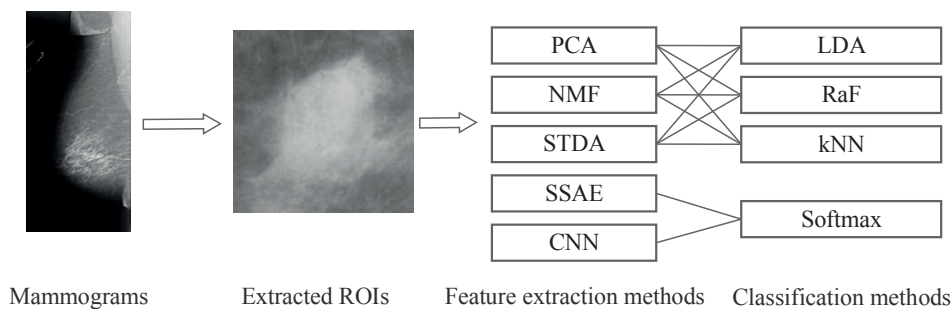 PCA
NMF
STDA
SSAE
CNN
LDA
RaF
kNN
Softmax
Mammograms
Extracted ROIs
Feature extraction methods
Classification methods